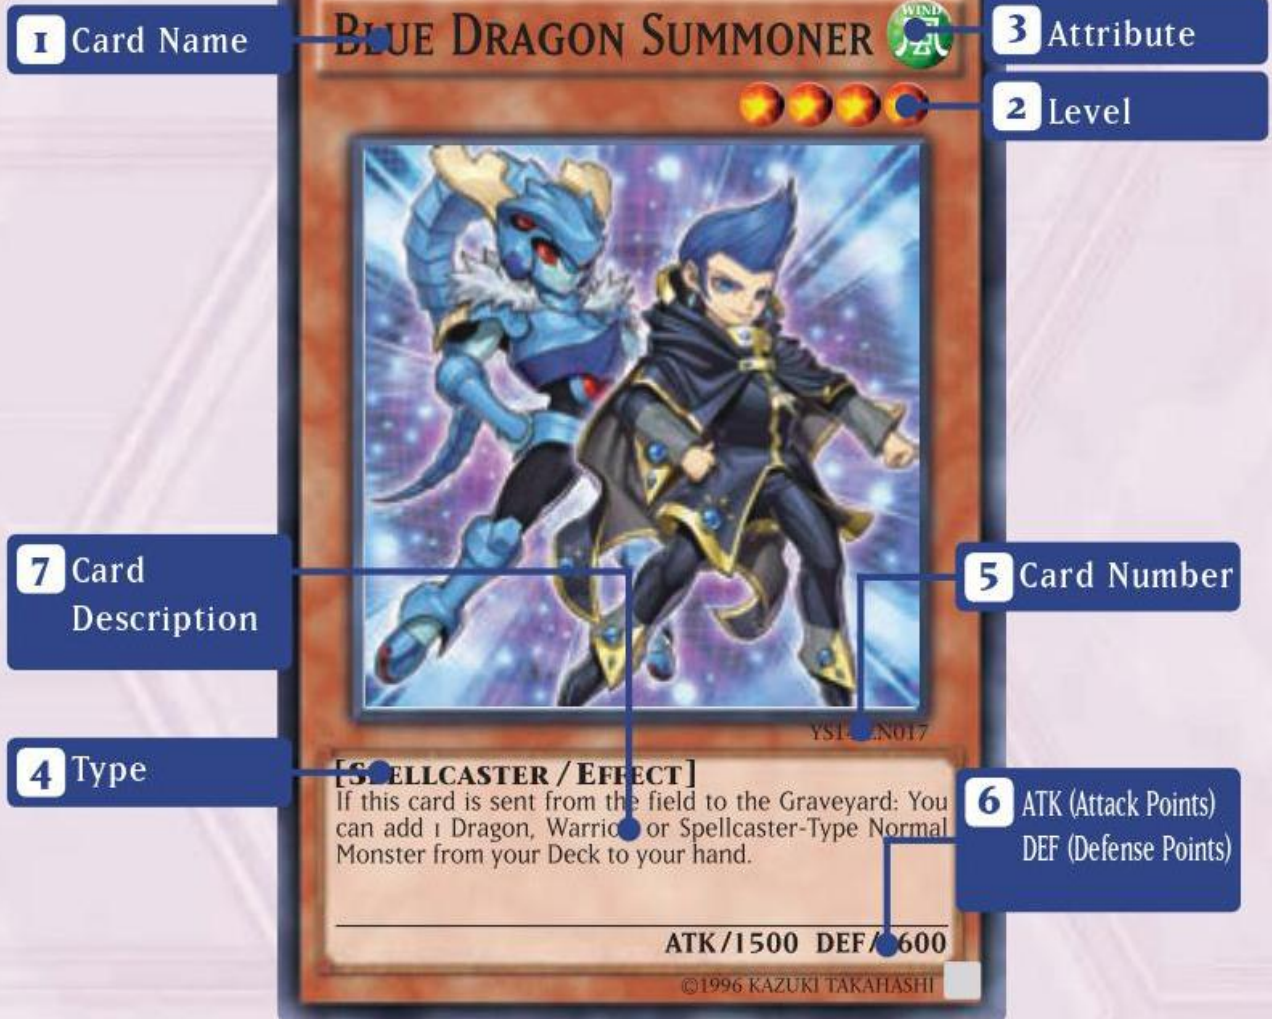 1 Card Name
BLUE DRAGON SUMMONER
WIND
風
3 Attribute
2 Level
7 Card
Description
5 Card Number
4 Type
[SPELLCASTER / EFFECT]
If this card is sent from the field to the Graveyard: You
can add 1 Dragon, Warrior or Spellcaster-Type Normal
Monster from your Deck to your hand.
6 ATK (Attack Points)
DEF (Defense Points)
ATK/1500 DEF/
©1996 KAZUKI TAKAHASHI